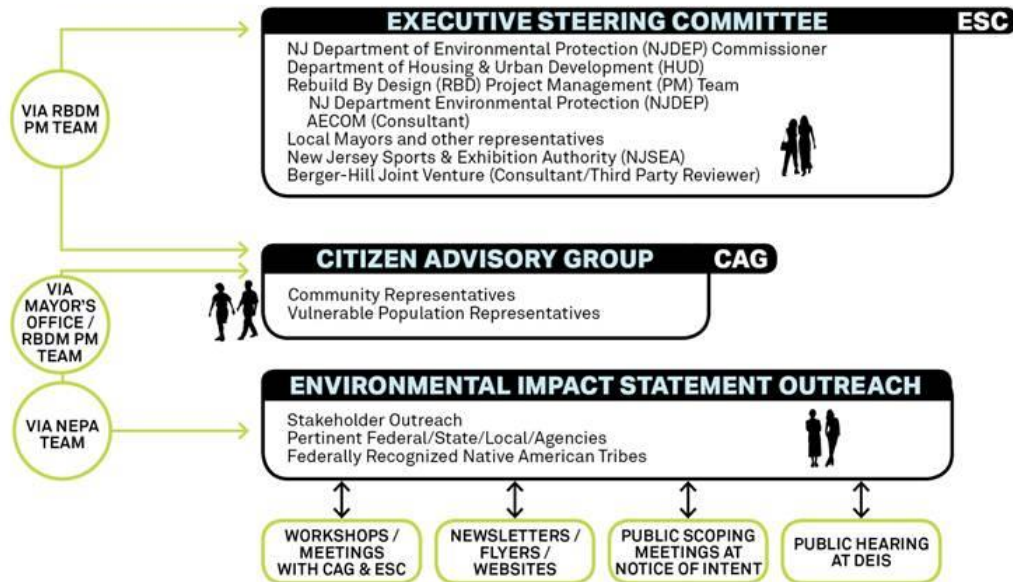 EXECUTIVE STEERING COMMITTEE ESC
NJ Department of Environmental Protection (NJDEP) Commissioner
Department of Housing & Urban Development (HUD)
Rebuild By Design (RBD) Project Management (PM) Team
NJ Department Environmental Protection (NJDEP)
AECOM (Consultant)
Local Mayors and other representatives
New Jersey Sports & Exhibition Authority (NJSEA)
Berger-Hill Joint Venture (Consultant/Third Party Reviewer)
VIA RBDM
PM TEAM
CITIZEN ADVISORY GROUP CAG
Community Representatives
Vulnerable Population Representatives
VIA
MAYOR'S
OFFICE /
RBDM PM
TEAM
ENVIRONMENTAL IMPACT STATEMENT OUTREACH
Stakeholder Outreach
Pertinent Federal/State/Local/Agencies
Federally Recognized Native American Tribes
VIA NEPA
TEAM
WORKSHOPS /
MEETINGS
WITH CAG & ESC
NEWSLETTERS /
FLYERS /
WEBSITES
PUBLIC SCOPING
MEETINGS AT
NOTICE OF INTENT
PUBLIC HEARING
AT DEIS